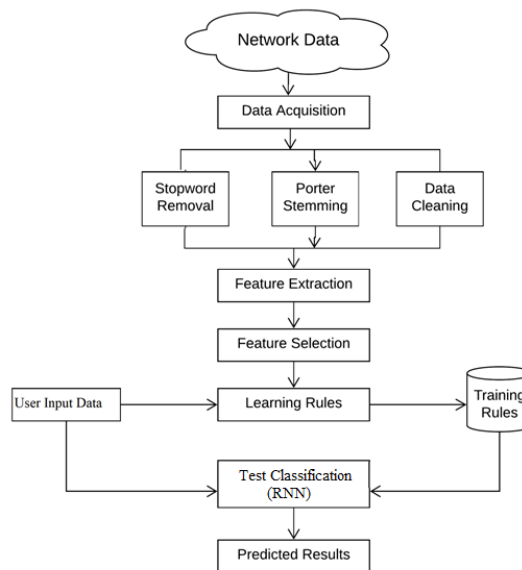 Network Data
Data Acquisition
Stopword
Removal
Porter
Stemming
Data
Cleaning
Feature Extraction
Feature Selection
User Input Data
Learning Rules
Training
Rules
Test Classification
(RNN)
Predicted Results